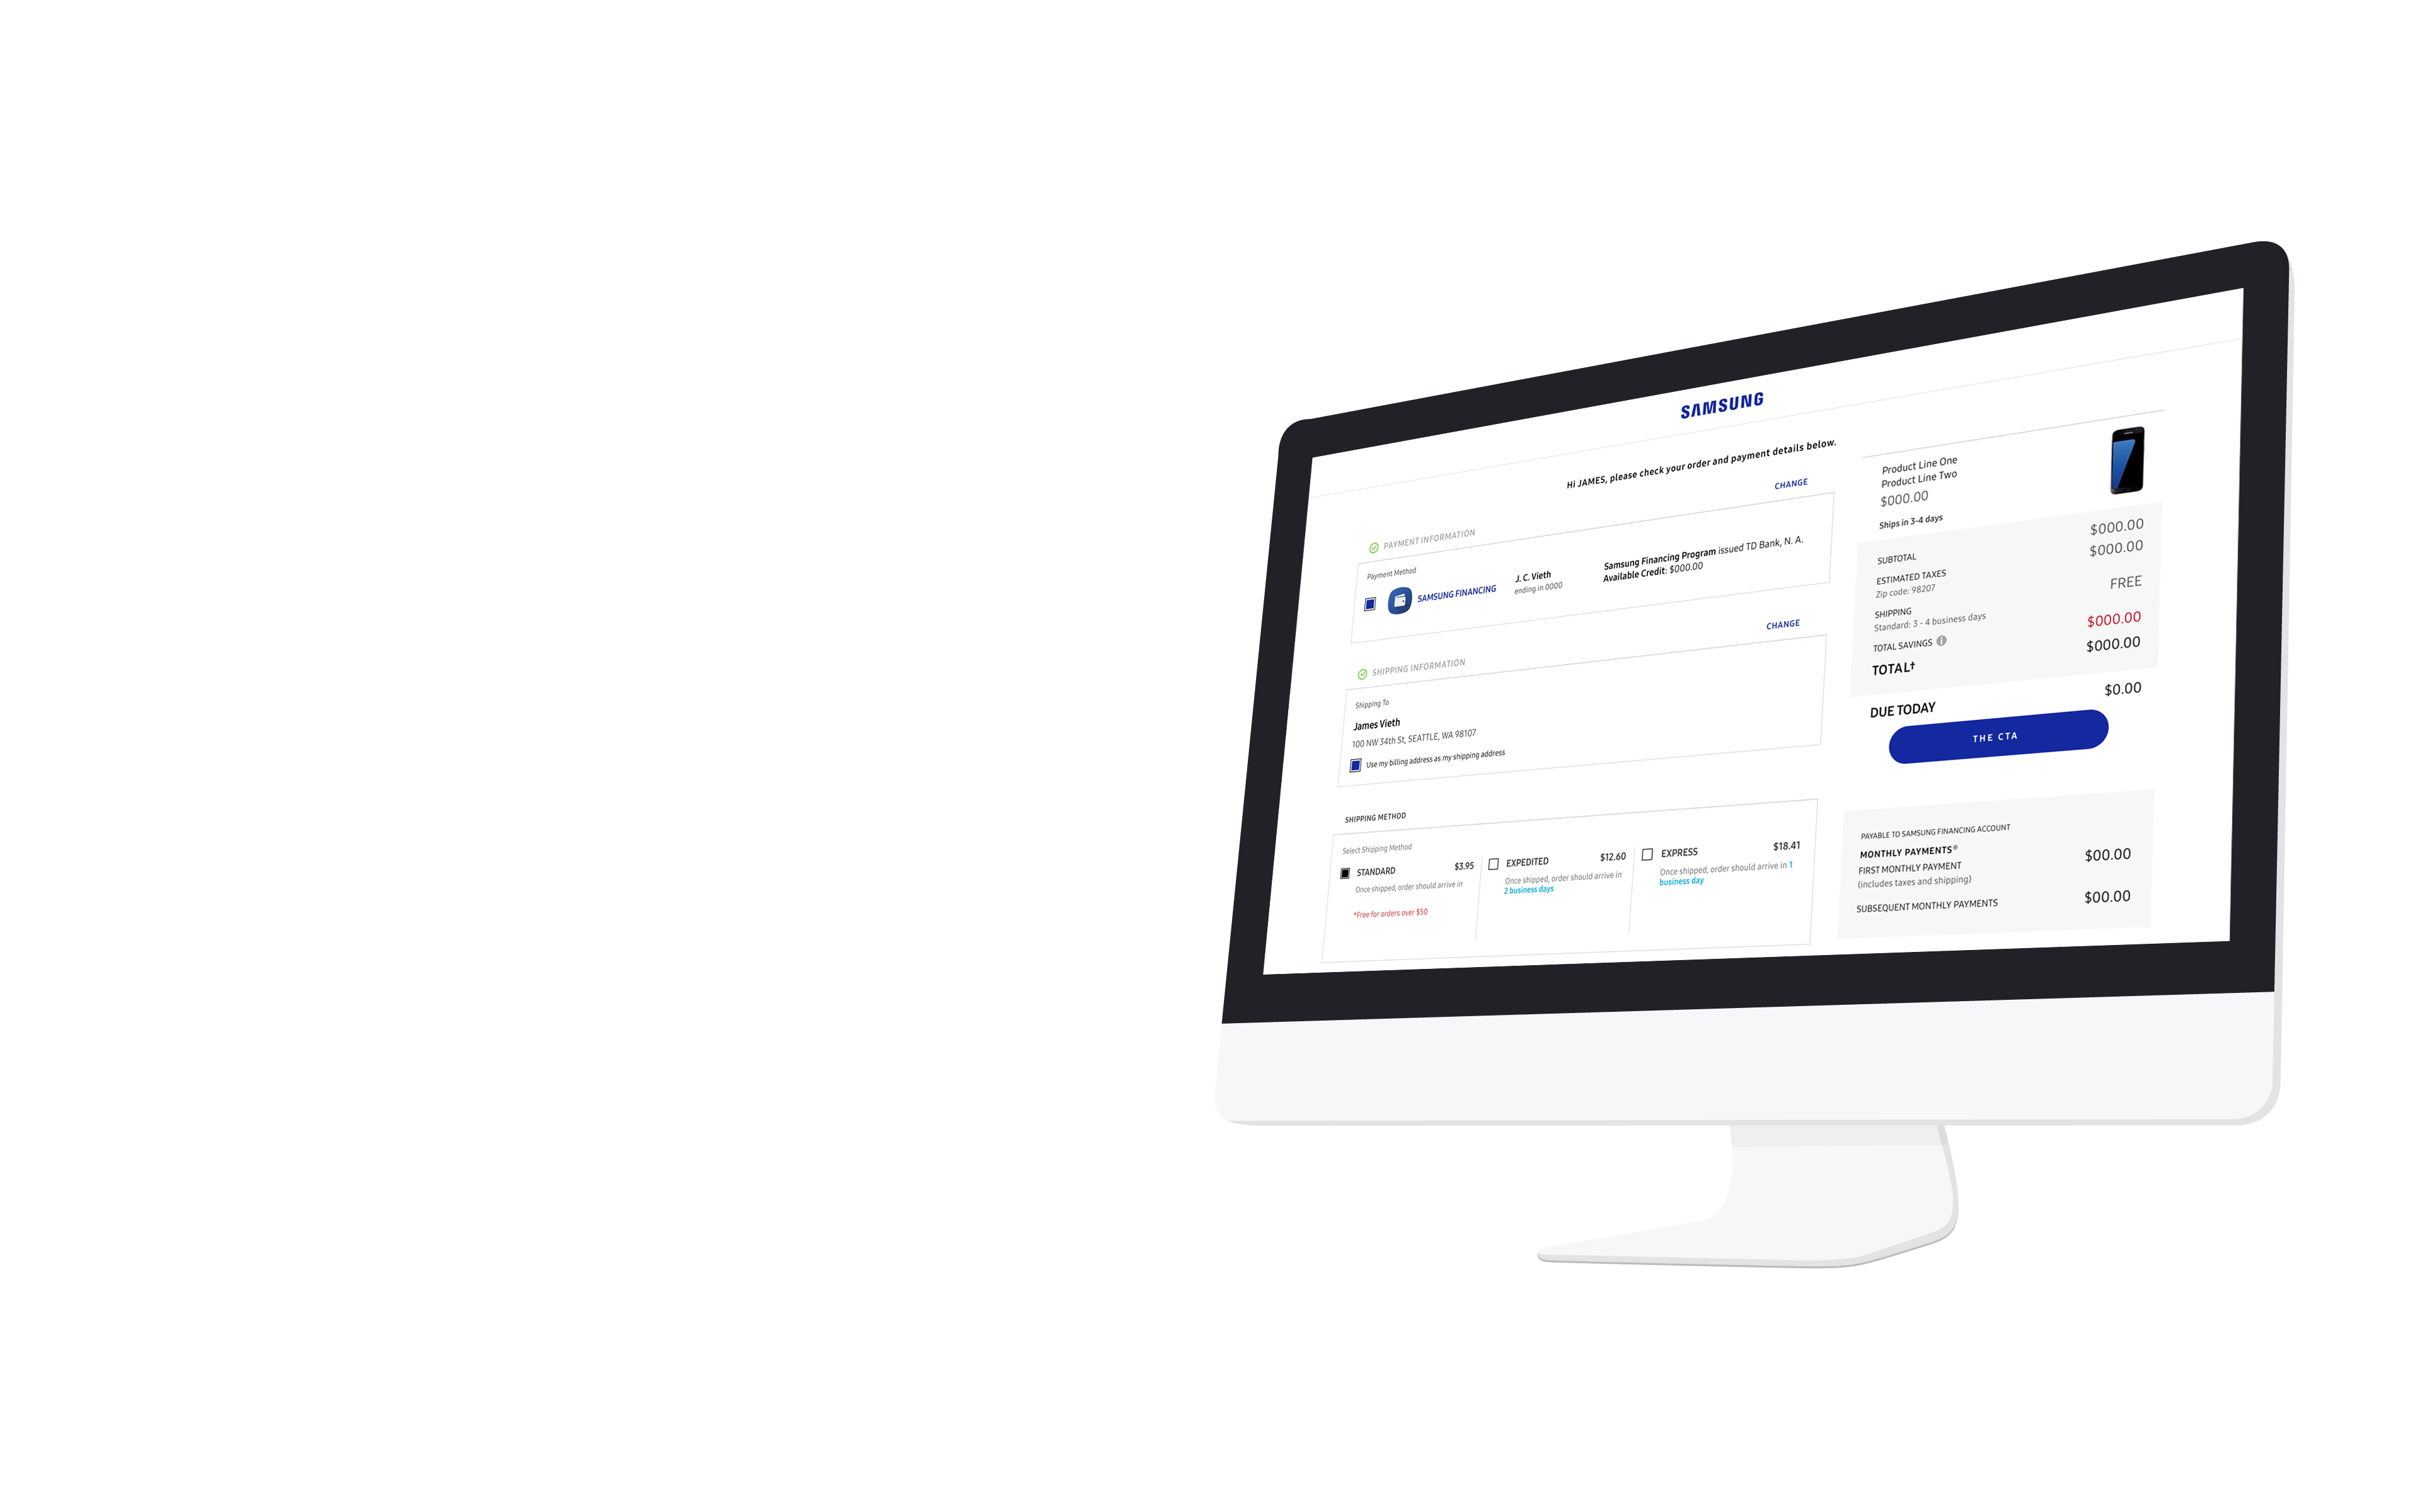 SAMSUNG
Hi JAMES, please check your order and payment details below.
PAYMENT INFORMATION
CHANGE
Payment Method
SAMSUNG FINANCING
J. C. Vieth
ending in 0000
Samsung Financing Program issued TD Bank, N. A.
Available Credit: $000.00
SHIPPING INFORMATION
CHANGE
Shipping To
James Vieth
100 NW 34th St, SEATTLE, WA 98107
Use my billing address as my shipping address
SHIPPING METHOD
Select Shipping Method
STANDARD $3.95
Once shipped, order should arrive in
*Free for orders over $50
EXPEDITED $12.60
Once shipped, order should arrive in
2 business days
EXPRESS $18.41
Once shipped, order should arrive in 1
business day
Product Line One
Product Line Two
$000.00
Ships in 3-4 days
SUBTOTAL $000.00
ESTIMATED TAXES $000.00
Zip code: 98207
SHIPPING FREE
Standard: 3 - 4 business days
TOTAL SAVINGS i $000.00
TOTAL† $000.00
DUE TODAY $0.00
THE CTA
PAYABLE TO SAMSUNG FINANCING ACCOUNT
MONTHLY PAYMENTS®
FIRST MONTHLY PAYMENT $00.00
(includes taxes and shipping)
SUBSEQUENT MONTHLY PAYMENTS $00.00